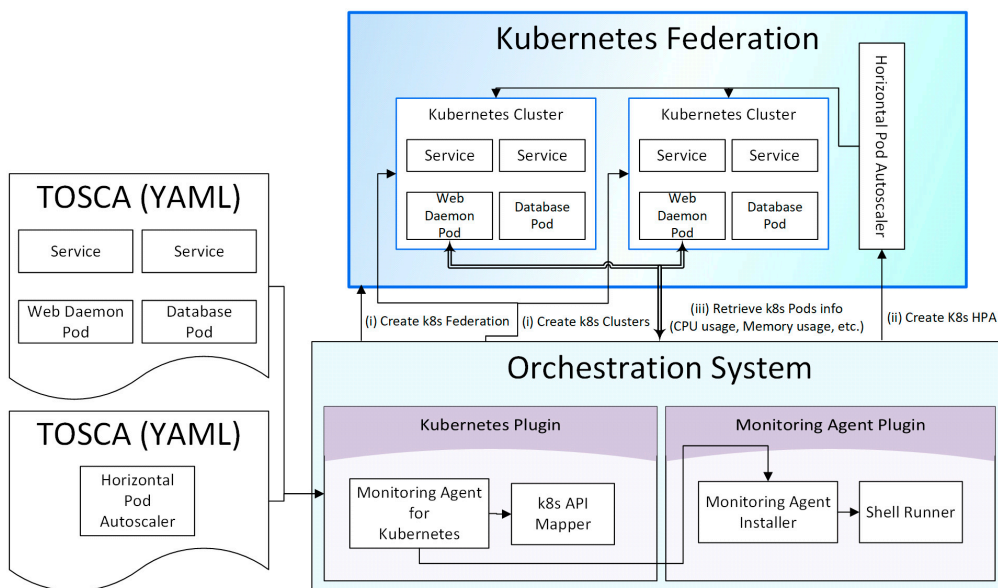 Kubernetes Federation
Horizontal Pod Autoscaler
Kubernetes Cluster
Service
Service
Web
Daemon
Pod
Database
Pod
Kubernetes Cluster
Service
Service
Web
Daemon
Pod
Database
Pod
TOSCA (YAML)
Service
Service
Web Daemon
Pod
Database
Pod
(i) Create k8s Federation
(i) Create k8s Clusters
(iii) Retrieve k8s Pods info
(CPU usage, Memory usage, etc.)
(ii) Create K8s HPA
TOSCA (YAML)
Horizontal
Pod
Autoscaler
Orchestration System
Kubernetes Plugin
Monitoring Agent
for
Kubernetes
k8s API
Mapper
Monitoring Agent Plugin
Monitoring Agent
Installer
Shell Runner